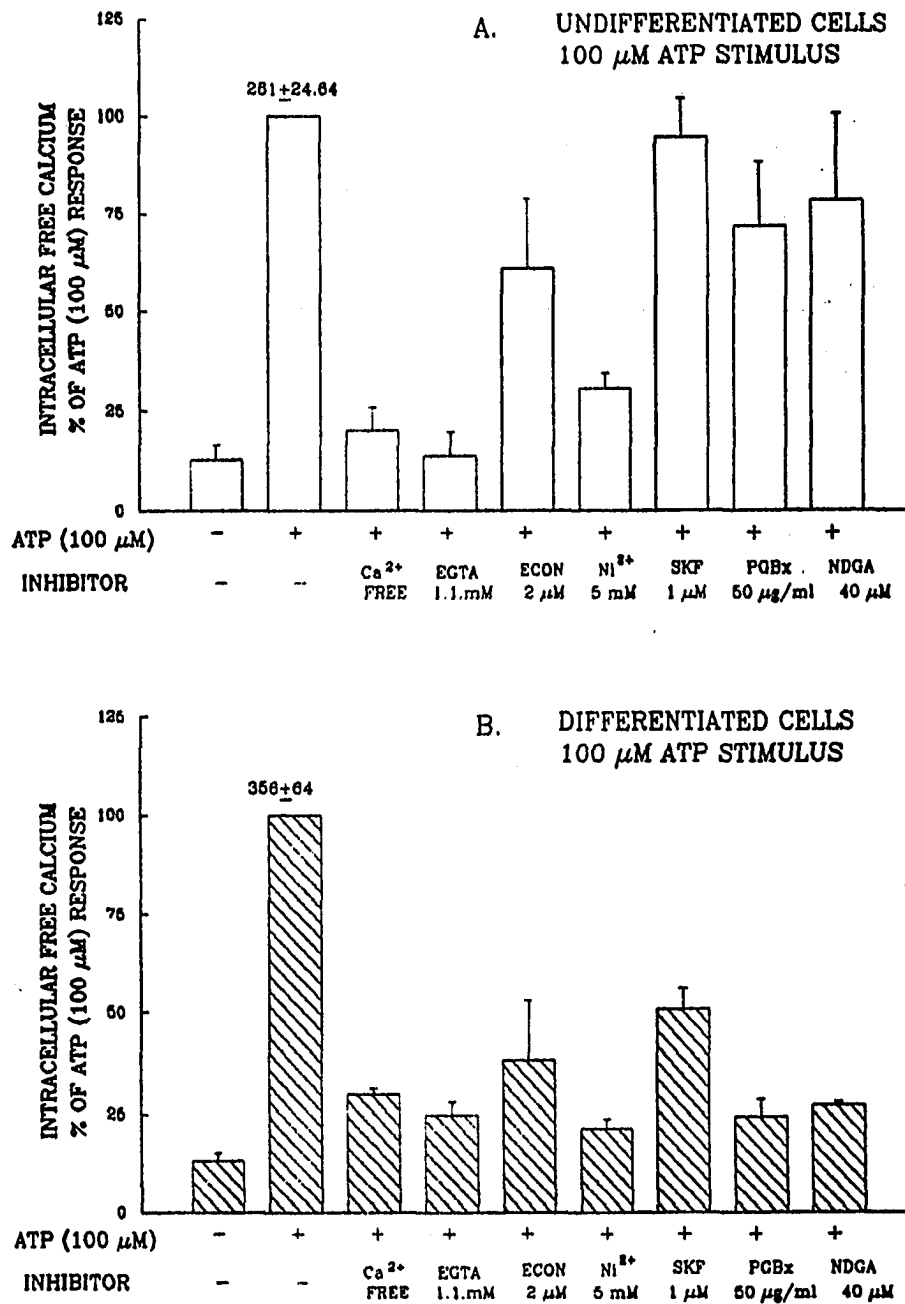 A. UNDIFFERENTIATED CELLS
100 µM ATP STIMULUS
INTRACELLULAR FREE CALCIUM
% OF ATP (100 µM) RESPONSE
125
100
75
50
25
0
281±24.64
ATP (100 µM) - + + + + + + + +
INHIBITOR - -- Ca²⁺ FREE EGTA 1.1.mM ECON 2 µM Ni²⁺ 5 mM SKF 1 µM PGBx 50 µg/ml NDGA 40 µM
B. DIFFERENTIATED CELLS
100 µM ATP STIMULUS
INTRACELLULAR FREE CALCIUM
% OF ATP (100 µM) RESPONSE
125
100
75
50
25
0
356±64
ATP (100 µM) - + + + + + + + +
INHIBITOR - - Ca²⁺ FREE EGTA 1.1.mM ECON 2 µM Ni²⁺ 5 mM SKF 1 µM PGBx 50 µg/ml NDGA 40 µM